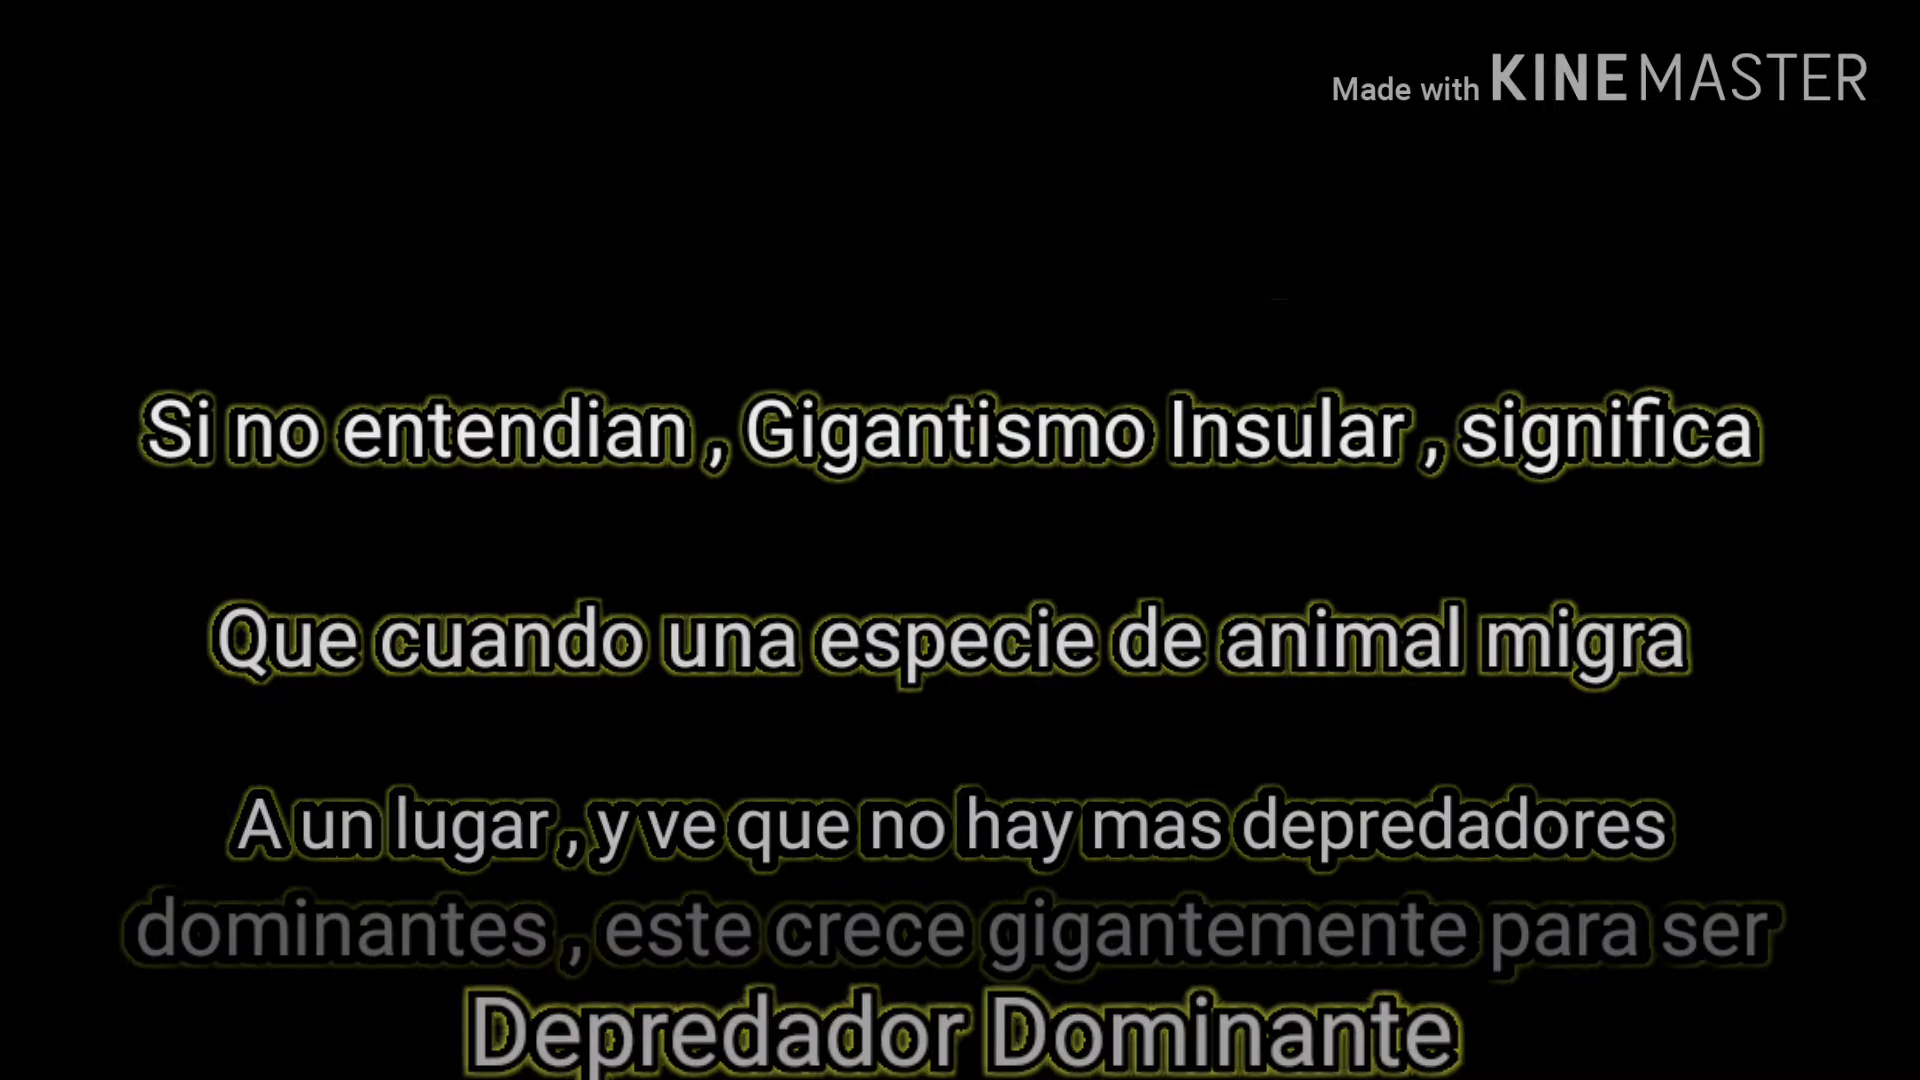 Made with KINEMASTER
Si no entendian , Gigantismo Insular , significa
Que cuando una especie de animal migra
A un lugar , y ve que no hay mas depredadores
dominantes , este crece gigantemente para ser
Depredador Dominante